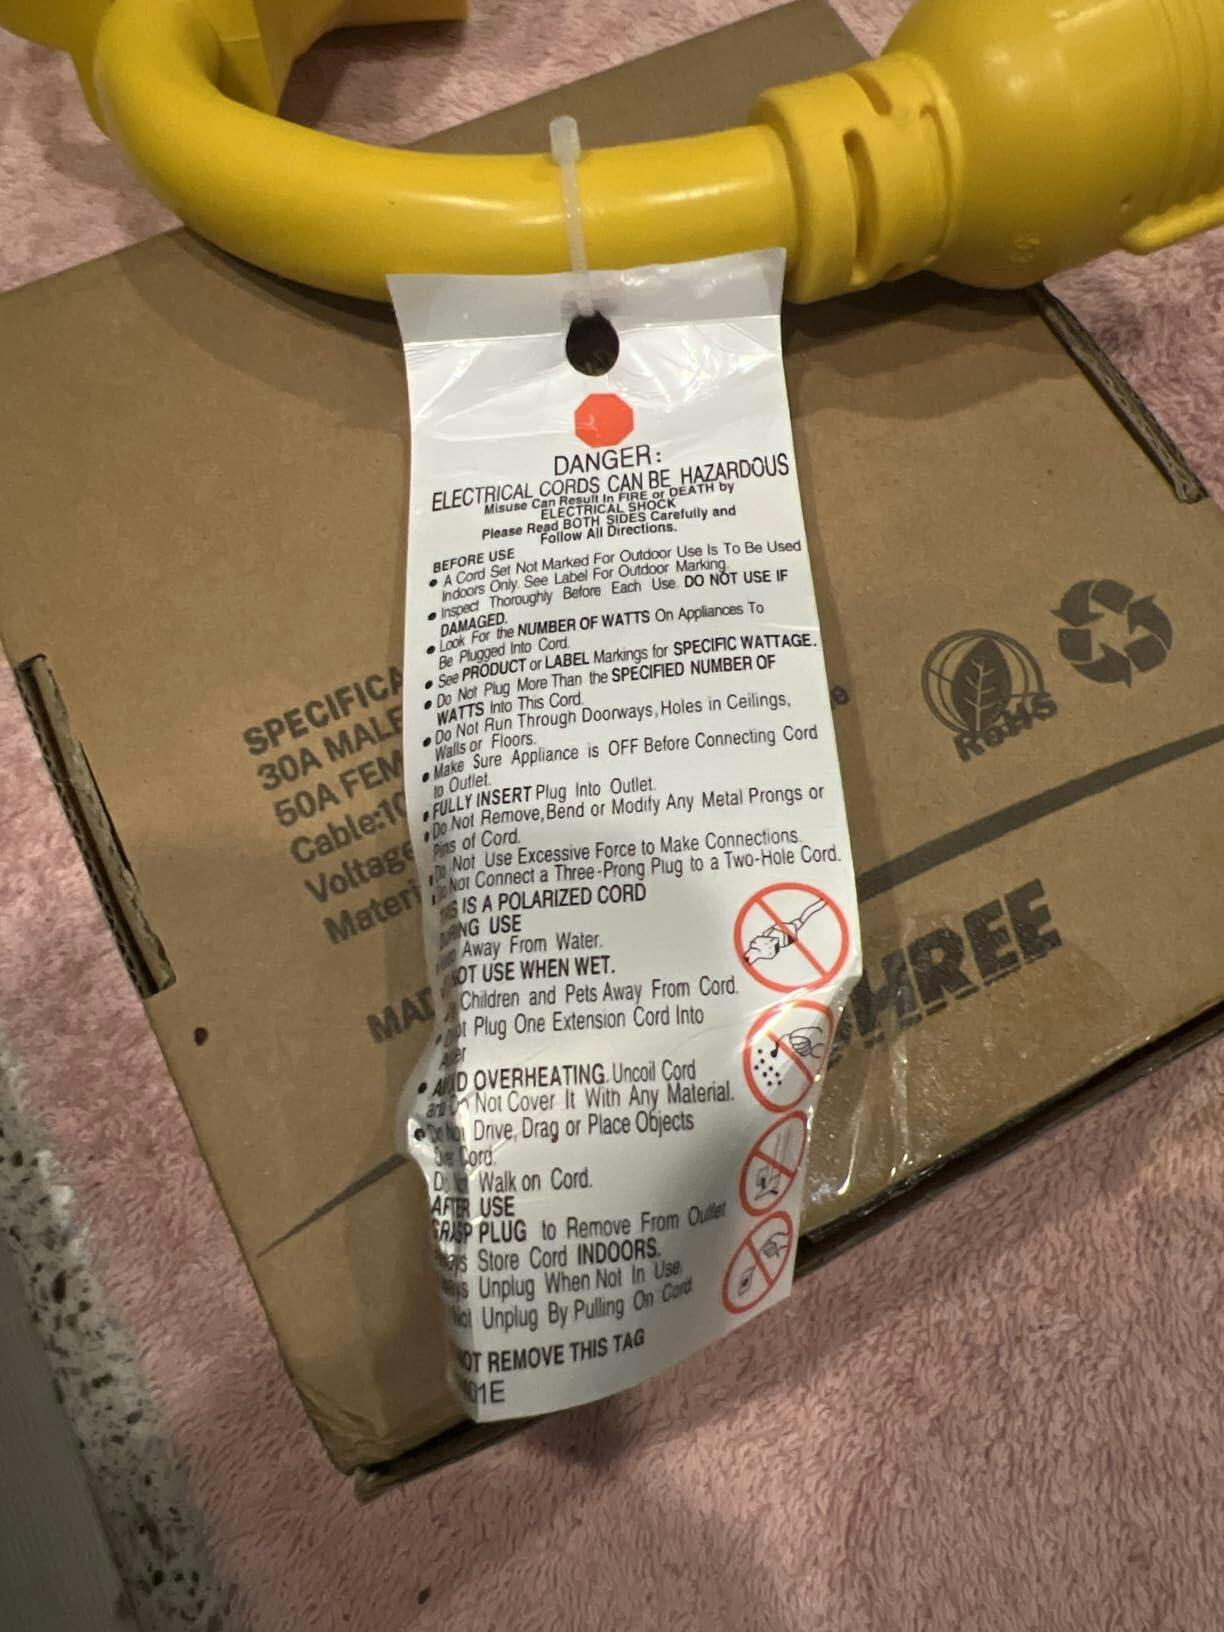 DANGER:
ELECTRICAL CORDS CAN BE HAZARDOUS
Misuse Can Result In FIRE or DEATH by
ELECTRICAL SHOCK
Please Read BOTH SIDES Carefully and
Follow All Directions.
BEFORE USE
• A Cord Set Not Marked For Outdoor Use Is To Be Used
Indoors Only. See Label For Outdoor Marking.
• Inspect Thoroughly Before Each Use. DO NOT USE IF
DAMAGED.
• Look For the NUMBER OF WATTS On Appliances To
Be Plugged Into Cord.
• See PRODUCT or LABEL Markings for SPECIFIC WATTAGE.
• Do Not Plug More Than the SPECIFIED NUMBER OF
WATTS Into This Cord.
• Do Not Run Through Doorways, Holes in Ceilings,
Walls or Floors.
• Make Sure Appliance is OFF Before Connecting Cord
to Outlet.
• FULLY INSERT Plug Into Outlet.
• Do Not Remove, Bend or Modify Any Metal Prongs or
Pins of Cord.
• Do Not Use Excessive Force to Make Connections.
• Do Not Connect a Three-Prong Plug to a Two-Hole Cord.
IS A POLARIZED CORD
USE
Away From Water.
USE WHEN WET.
Children and Pets Away From Cord.
Plug One Extension Cord Into
• OVERHEATING. Uncoil Cord
and Do Not Cover It With Any Material.
• Do Not Drive, Drag or Place Objects
Cord.
Walk on Cord.
AFTER USE
GRASP PLUG to Remove From Outlet
Store Cord INDOORS.
Unplug When Not In Use.
Not Unplug By Pulling On Cord
NOT REMOVE THIS TAG
SPECIFICA
30A MALE
50A FEM
Cable:10
Voltage
Materi
MAD
RoHS
HREE